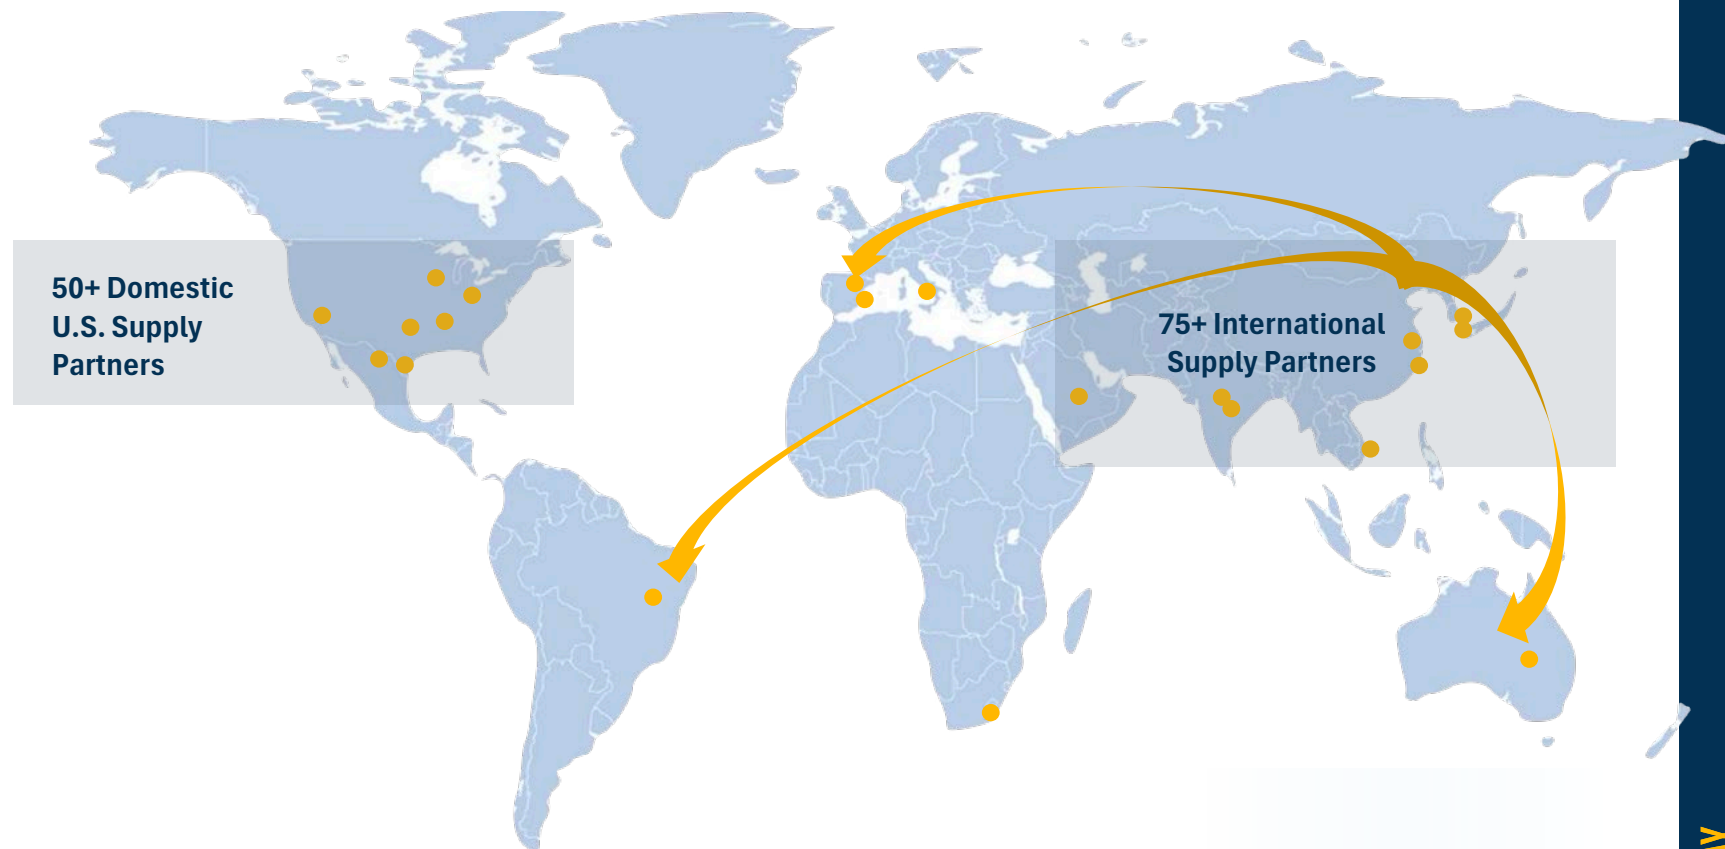 50+ Domestic
U.S. Supply
Partners
75+ International
Supply Partners